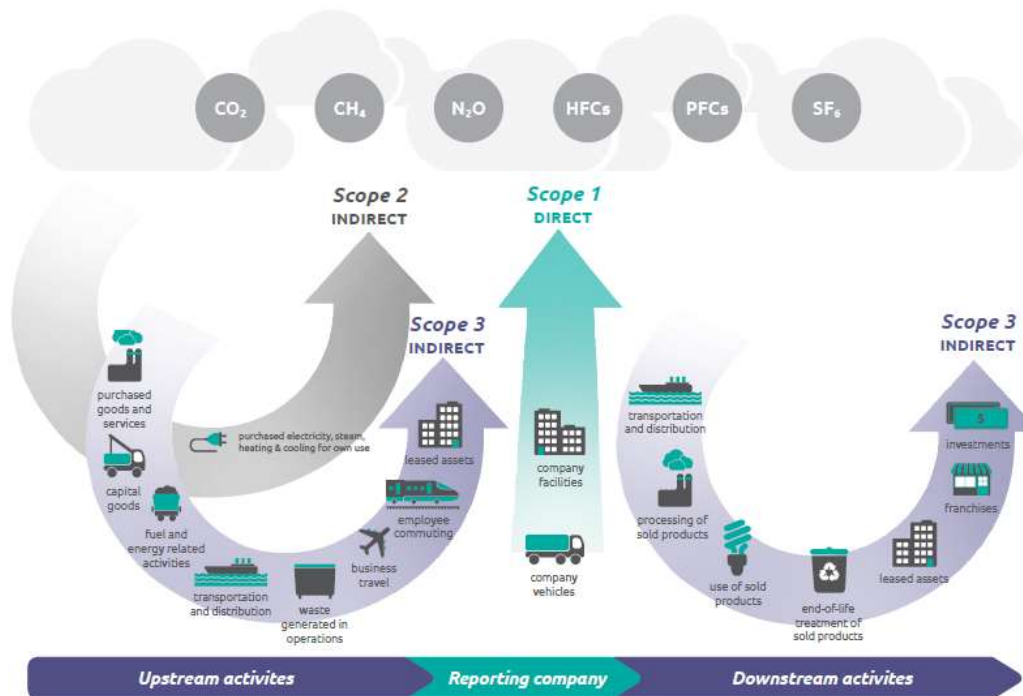 CO₂
CH₄
N₂O
HFCs
PFCs
SF₆
Scope 2
INDIRECT
Scope 1
DIRECT
Scope 3
INDIRECT
Scope 3
INDIRECT
purchased
goods and
services
capital
goods
fuel and
energy related
activities
transportation
and distribution
waste
generated in
operations
business
travel
employee
commuting
leased assets
purchased electricity, steam,
heating & cooling for own use
company
facilities
company
vehicles
transportation
and distribution
processing of
sold products
use of sold
products
end-of-life
treatment of
sold products
leased assets
franchises
$
investments
Upstream activites
Reporting company
Downstream activites